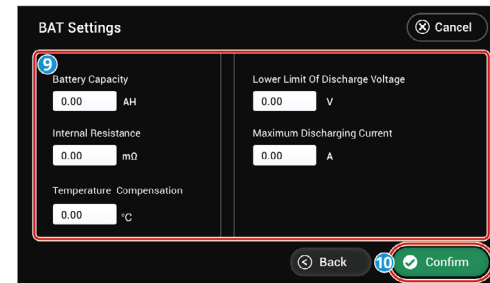 BAT Settings
Cancel
9
Battery Capacity
0.00 AH
Internal Resistance
0.00 mΩ
Temperature Compensation
0.00 °C
Lower Limit Of Discharge Voltage
0.00 V
Maximum Discharging Current
0.00 A
Back
10
Confirm